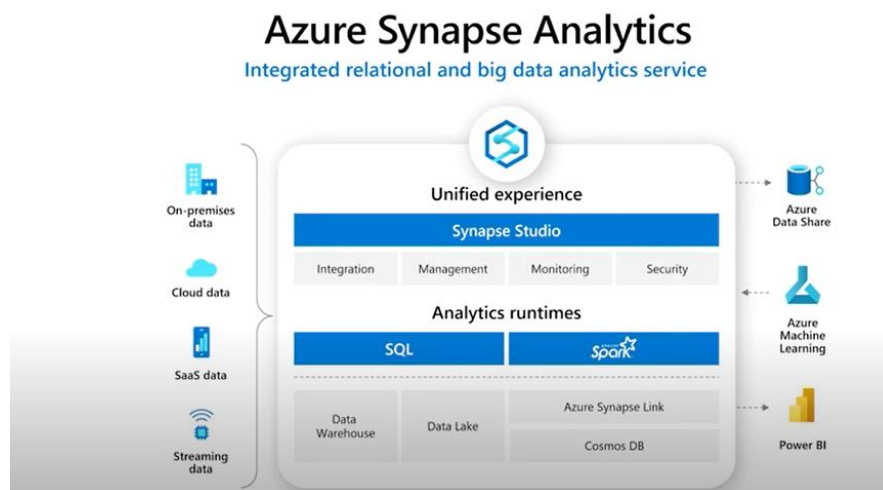 Azure Synapse Analytics
Integrated relational and big data analytics service
On-premises
data
Cloud data
SaaS data
Streaming
data
Unified experience
Synapse Studio
Integration
Management
Monitoring
Security
Analytics runtimes
SQL
APACHE
Spark
Data
Warehouse
Data Lake
Azure Synapse Link
Cosmos DB
Azure
Data Share
Azure
Machine
Learning
Power BI